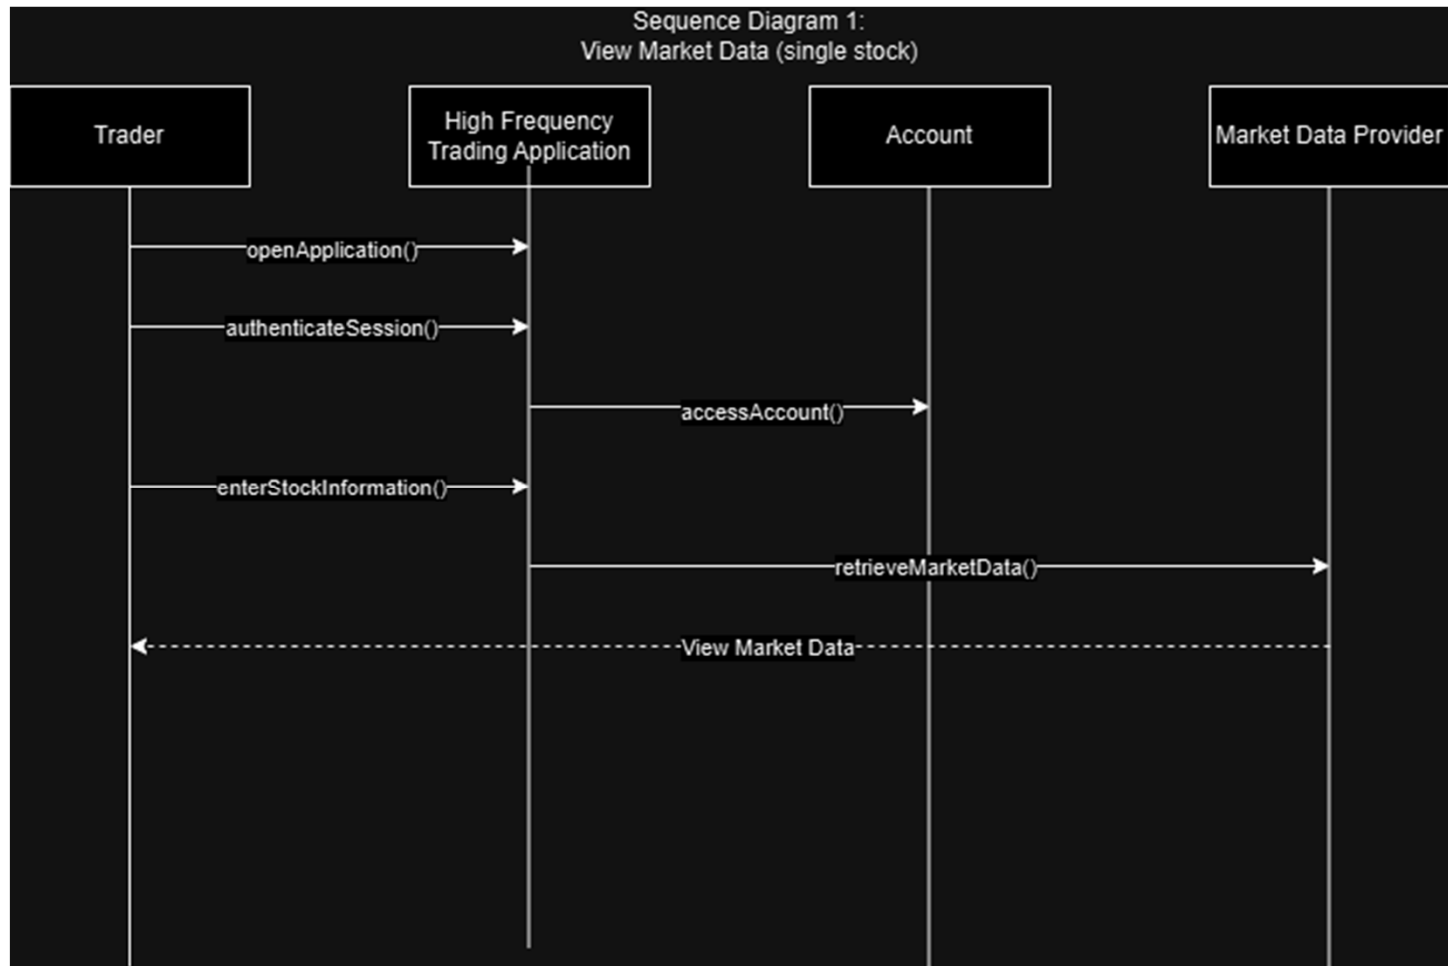 Sequence Diagram 1:
View Market Data (single stock)
Trader
High Frequency
Trading Application
Account
Market Data Provider
openApplication()
authenticateSession()
accessAccount()
enterStockInformation()
retrieveMarketData()
View Market Data